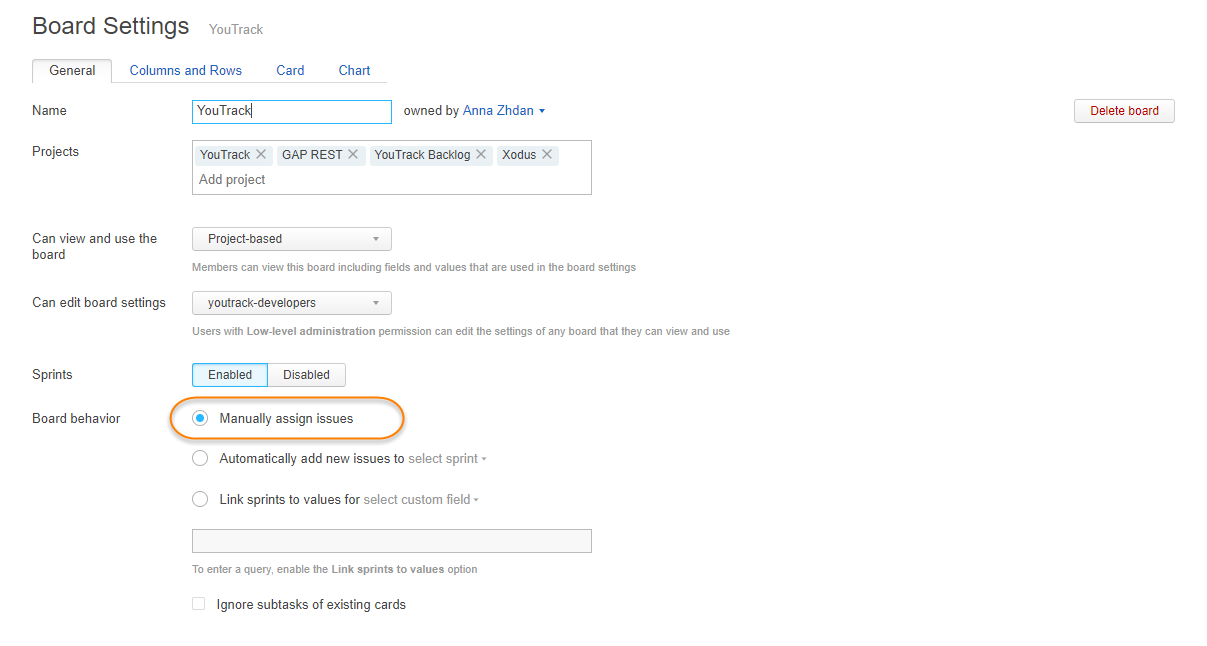 Board Settings YouTrack
General Columns and Rows Card Chart
Name YouTrack owned by Anna Zhdan Delete board
Projects YouTrack GAP REST YouTrack Backlog Xodus
Add project
Can view and use the board Project-based
Members can view this board including fields and values that are used in the board settings
Can edit board settings youtrack-developers
Users with Low-level administration permission can edit the settings of any board that they can view and use
Sprints Enabled Disabled
Board behavior Manually assign issues
Automatically add new issues to select sprint
Link sprints to values for select custom field
To enter a query, enable the Link sprints to values option
Ignore subtasks of existing cards